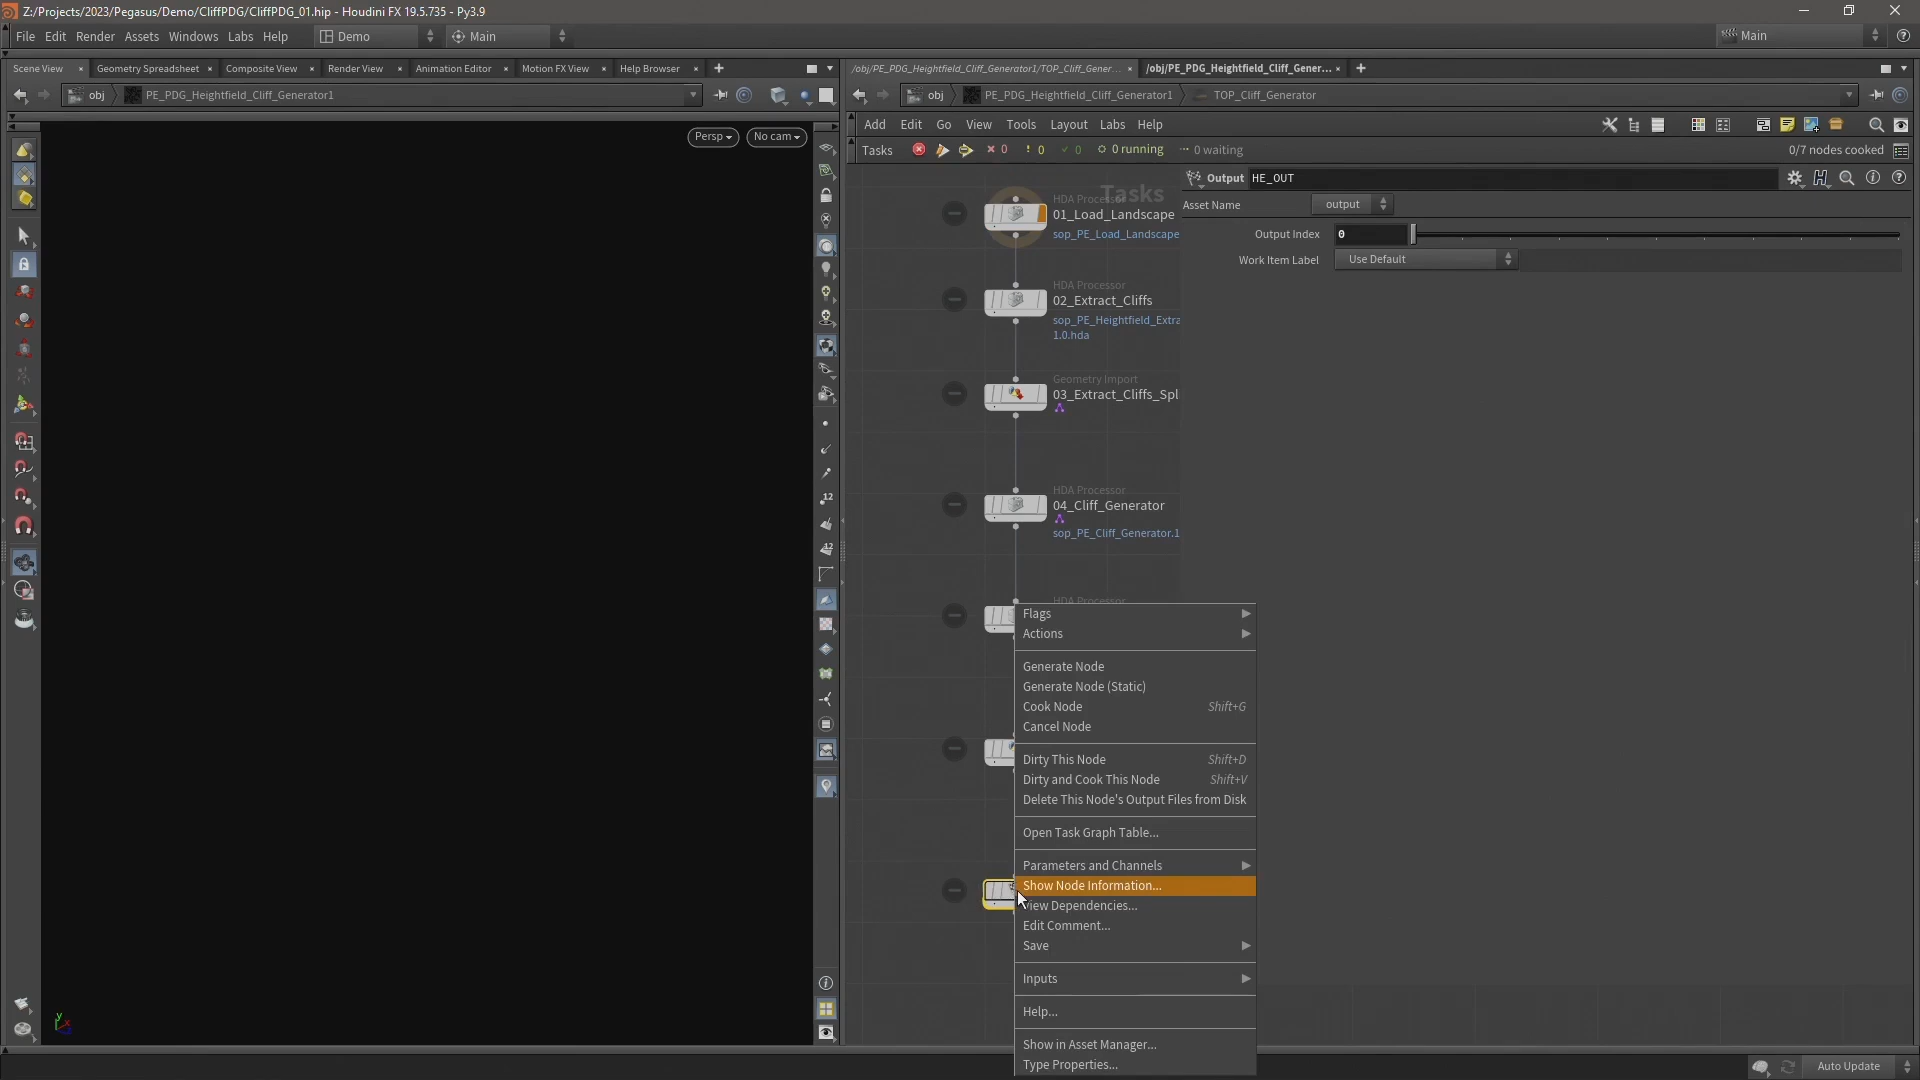 Z:/Projects/2023/Pegasus/Demo/CliffPDG/CliffPDG_01.hip - Houdini FX 19.5.735 - Py3.9
File Edit Render Assets Windows Labs Help Demo Main Main
Scene View × Geometry Spreadsheet × Composite View × Render View × Animation Editor × Motion FX View × Help Browser ×
/obj/PE_PDG_Heightfield_Cliff_Generator1/TOP_Cliff_Gener... × /obj/PE_PDG_Heightfield_Cliff_Gener... ×
obj PE_PDG_Heightfield_Cliff_Generator1
obj PE_PDG_Heightfield_Cliff_Generator1 TOP_Cliff_Generator
Persp No cam
Add Edit Go View Tools Layout Labs Help
Tasks 0 0 0 0 running 0 waiting 0/7 nodes cooked
Tasks
HDA Processor
01_Load_Landscape
sop_PE_Load_Landscape
HDA Processor
02_Extract_Cliffs
sop_PE_Heightfield_Extra
1.0.hda
Geometry Import
03_Extract_Cliffs_Spl
HDA Processor
04_Cliff_Generator
sop_PE_Cliff_Generator.1
HDA Processor
Output HE_OUT
Asset Name output
Output Index 0
Work Item Label Use Default
Flags
Actions
Generate Node
Generate Node (Static)
Cook Node Shift+G
Cancel Node
Dirty This Node Shift+D
Dirty and Cook This Node Shift+V
Delete This Node's Output Files from Disk
Open Task Graph Table...
Parameters and Channels
Show Node Information...
View Dependencies...
Edit Comment...
Save
Inputs
Help...
Show in Asset Manager...
Type Properties...
12
12
y
x
Auto Update